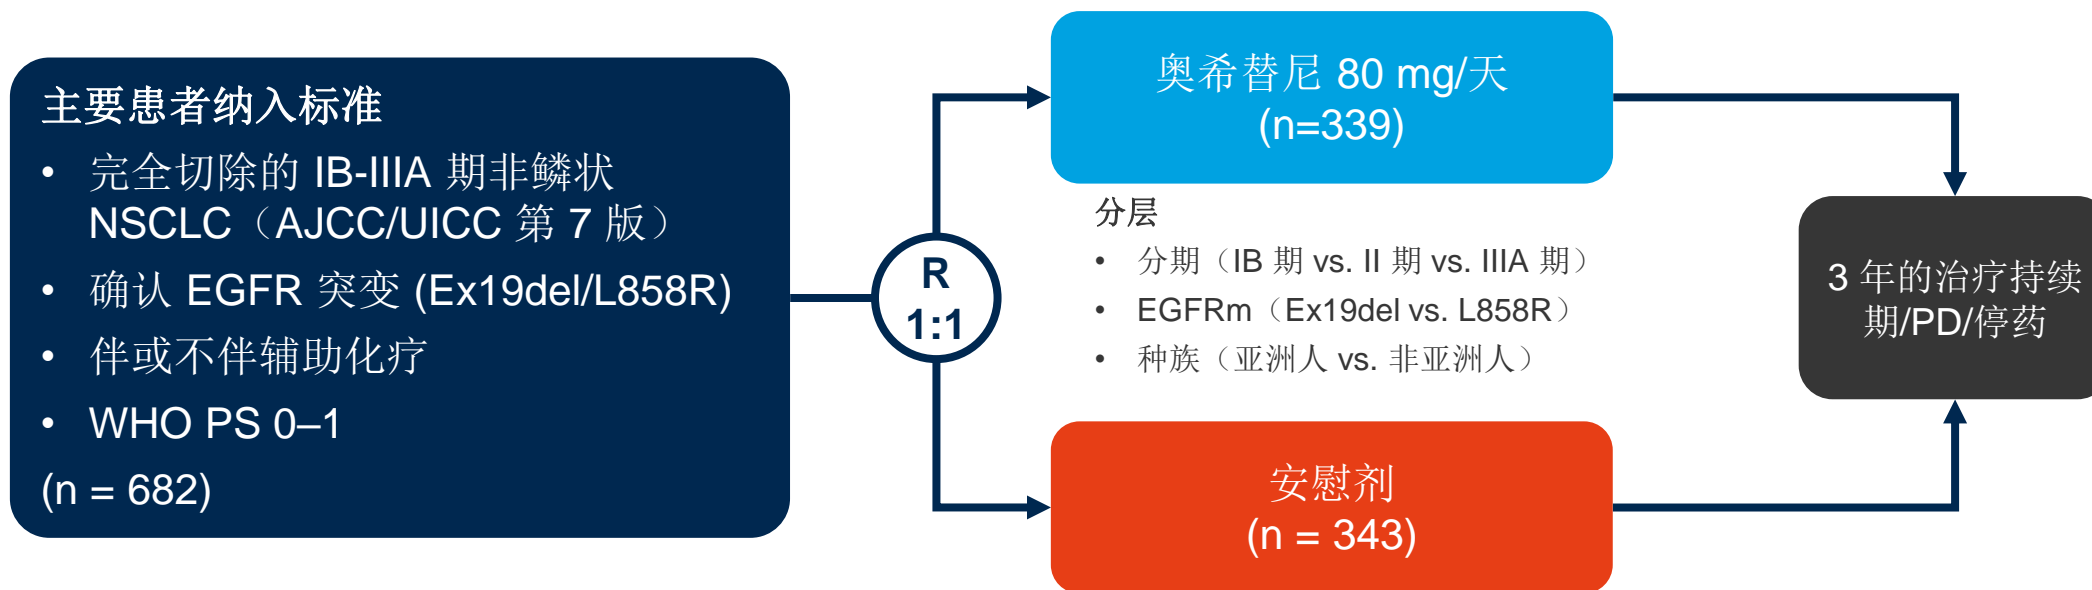 主要患者纳入标准
• 完全切除的 IB-IIIA 期非鳞状
NSCLC（AJCC/UICC 第 7 版）
• 确认 EGFR 突变 (Ex19del/L858R)
• 伴或不伴辅助化疗
• WHO PS 0–1
(n = 682)
R
1:1
奥希替尼 80 mg/天
(n=339)
分层
• 分期（IB 期 vs. II 期 vs. IIIA 期）
• EGFRm（Ex19del vs. L858R）
• 种族（亚洲人 vs. 非亚洲人）
安慰剂
(n = 343)
3 年的治疗持续
期/PD/停药